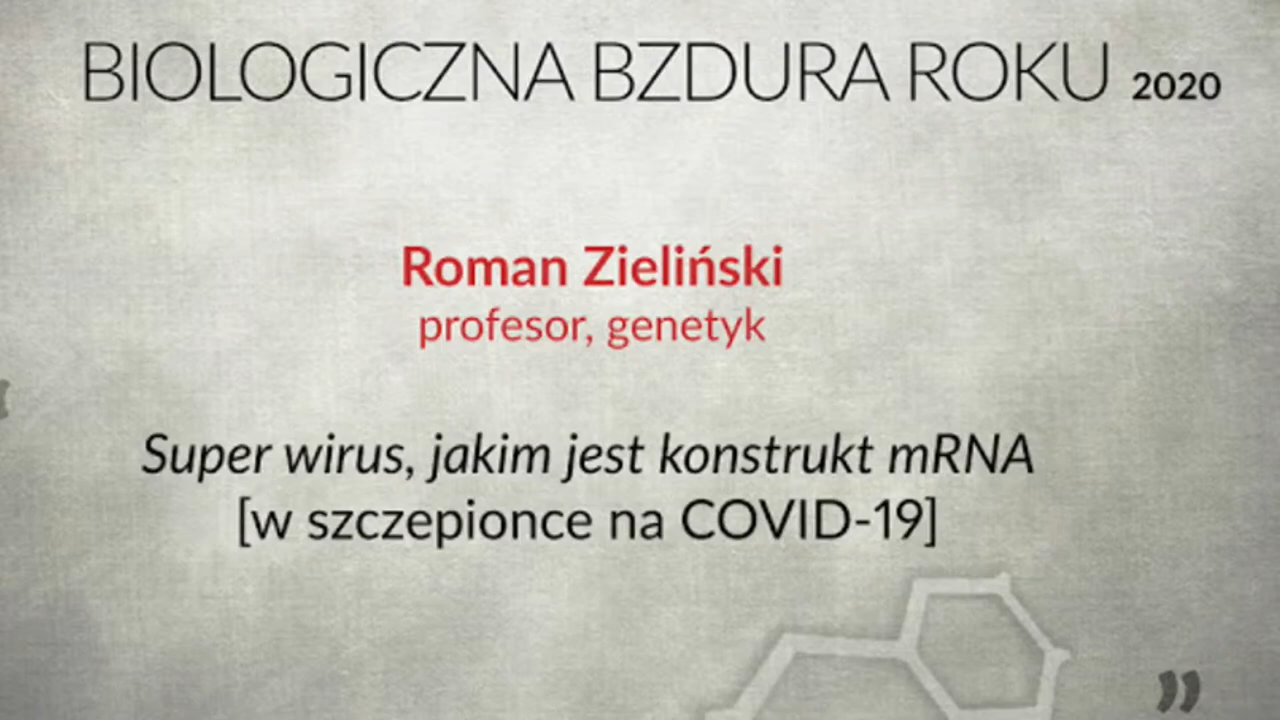 BIOLOGICZNA BZDURA ROKU 2020
Roman Zieliński
profesor, genetyk
Super wirus, jakim jest konstrukt mRNA
[w szczepionce na COVID-19]
”